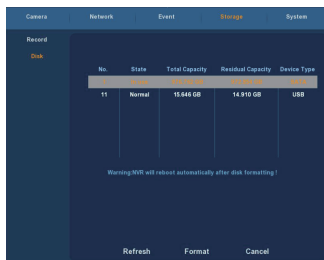 Camera Network Event Storage System
Record
Disk
No. State Total Capacity Residual Capacity Device Type
11 Normal 15.646 GB 14.910 GB USB
Warning:NVR will reboot automatically after disk formatting !
Refresh Format Cancel